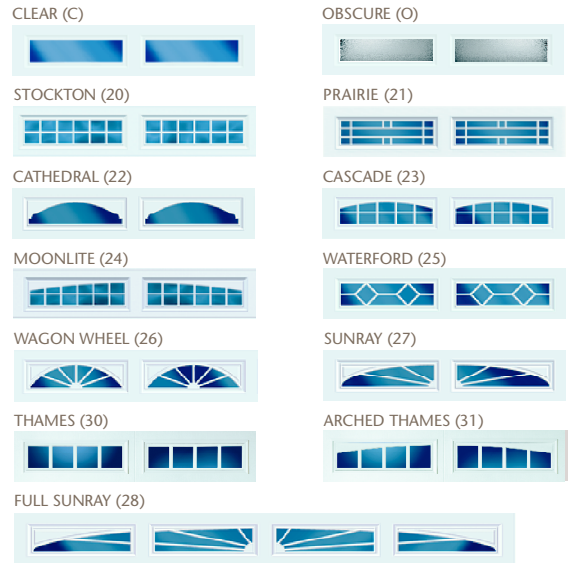 CLEAR (C)
OBSCURE (O)
STOCKTON (20)
PRAIRIE (21)
CATHEDRAL (22)
CASCADE (23)
MOONLITE (24)
WATERFORD (25)
WAGON WHEEL (26)
SUNRAY (27)
THAMES (30)
ARCHED THAMES (31)
FULL SUNRAY (28)